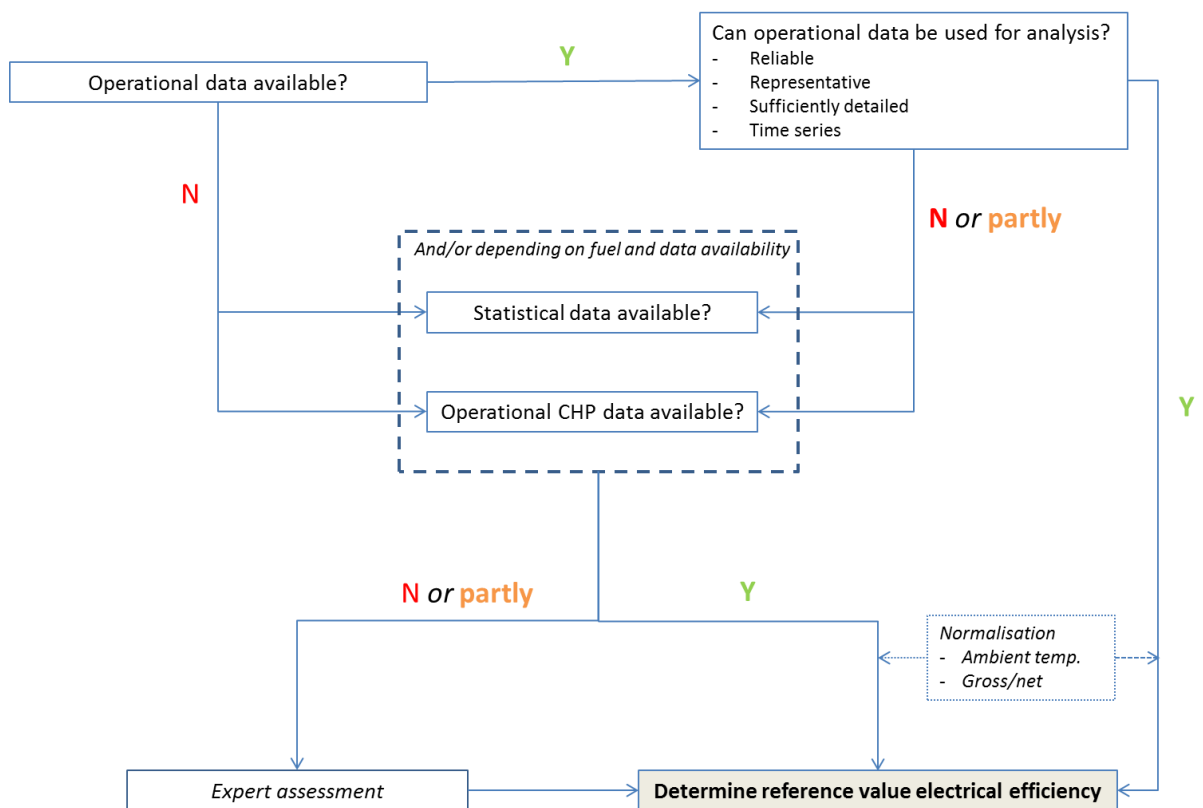 Operational data available?
Y
Can operational data be used for analysis?
- Reliable
- Representative
- Sufficiently detailed
- Time series
N
N or partly
And/or depending on fuel and data availability
Statistical data available?
Operational CHP data available?
Y
N or partly
Y
Normalisation
- Ambient temp.
- Gross/net
Expert assessment
Determine reference value electrical efficiency